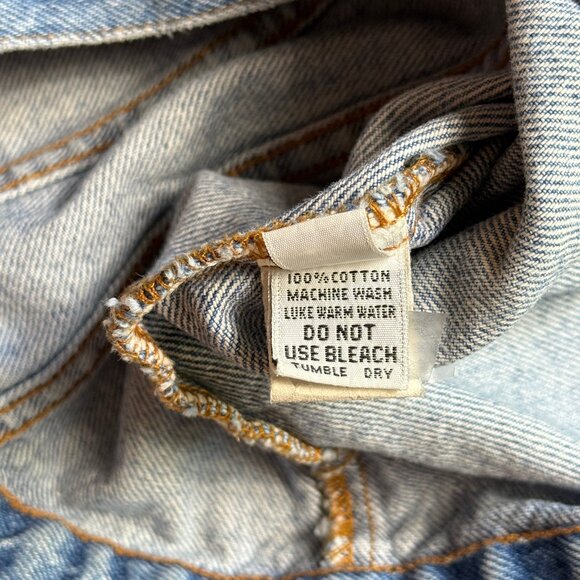 100% COTTON
MACHINE WASH
LUKE WARM WATER
DO NOT
USE BLEACH
TUMBLE DRY